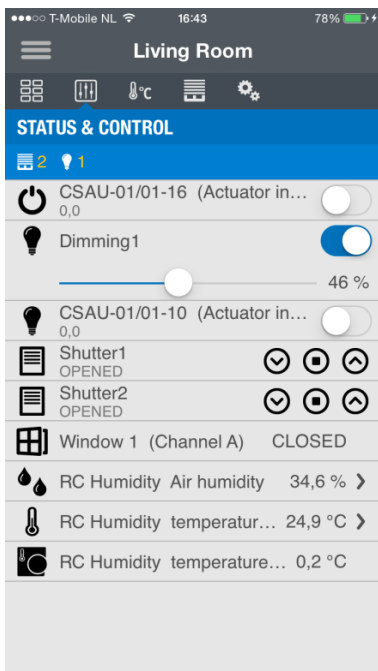 T-Mobile NL 16:43 78%
Living Room
°C
STATUS & CONTROL
2 1
CSAU-01/01-16 (Actuator in...
0,0
Dimming1
46 %
CSAU-01/01-10 (Actuator in...
0,0
Shutter1
OPENED
Shutter2
OPENED
Window 1 (Channel A) CLOSED
RC Humidity Air humidity 34,6 %
RC Humidity temperatur... 24,9 °C
RC Humidity temperature... 0,2 °C